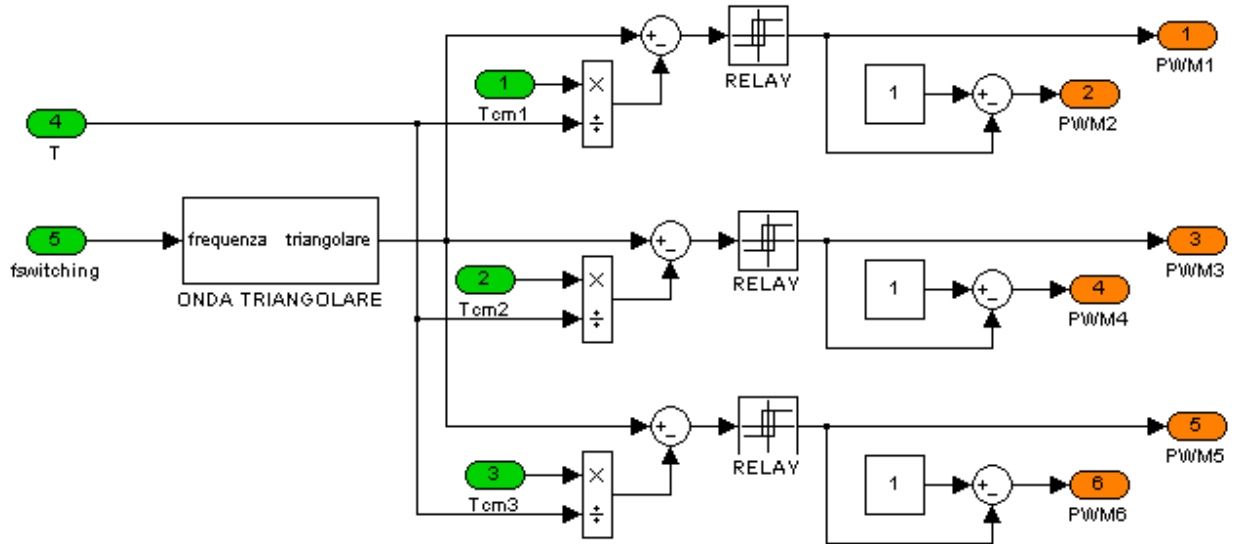 1
PWM1
RELAY
1
Tcm1
×
÷
1
2
PWM2
4
T
5
fswitching
frequenza triangolare
ONDA TRIANGOLARE
2
Tcm2
×
÷
RELAY
3
PWM3
1
4
PWM4
3
Tcm3
×
÷
RELAY
5
PWM5
1
6
PWM6